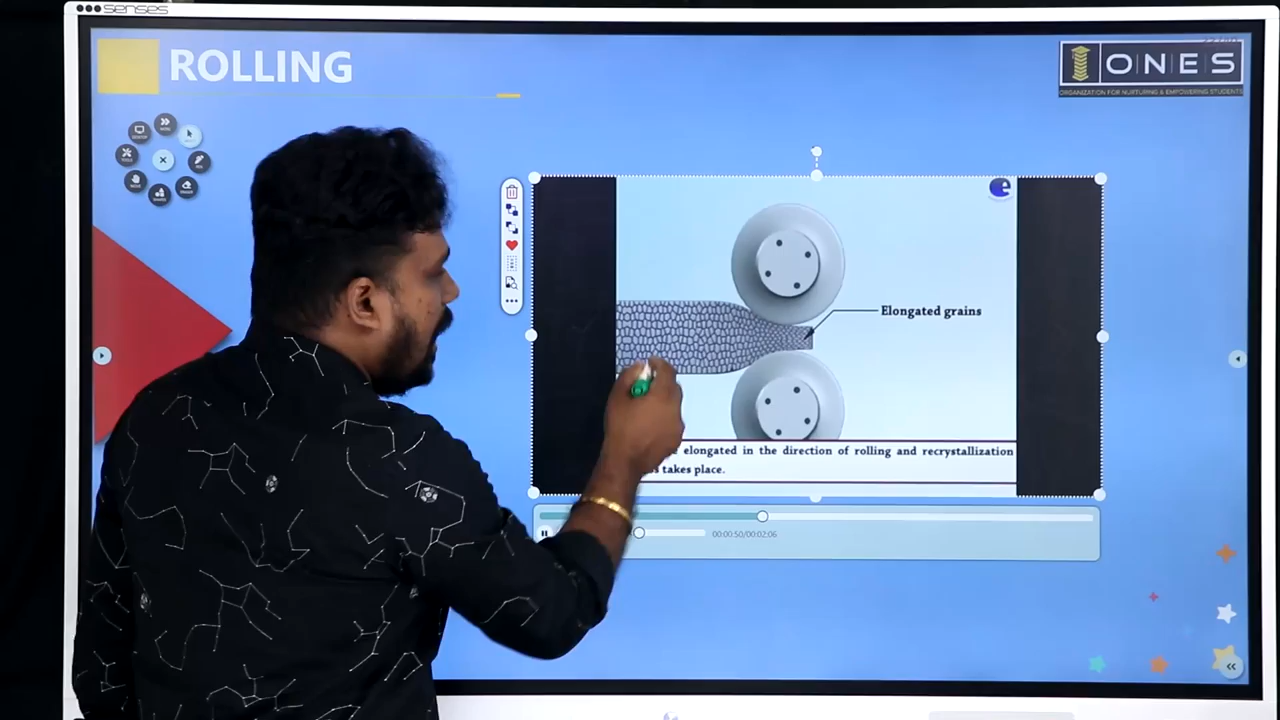 senses
ROLLING
ONES
ORGANIZATION FOR NURTURING & EMPOWERING STUDENTS
Elongated grains
elongated in the direction of rolling and recrystallization
takes place.
00:00:50/00:02:06